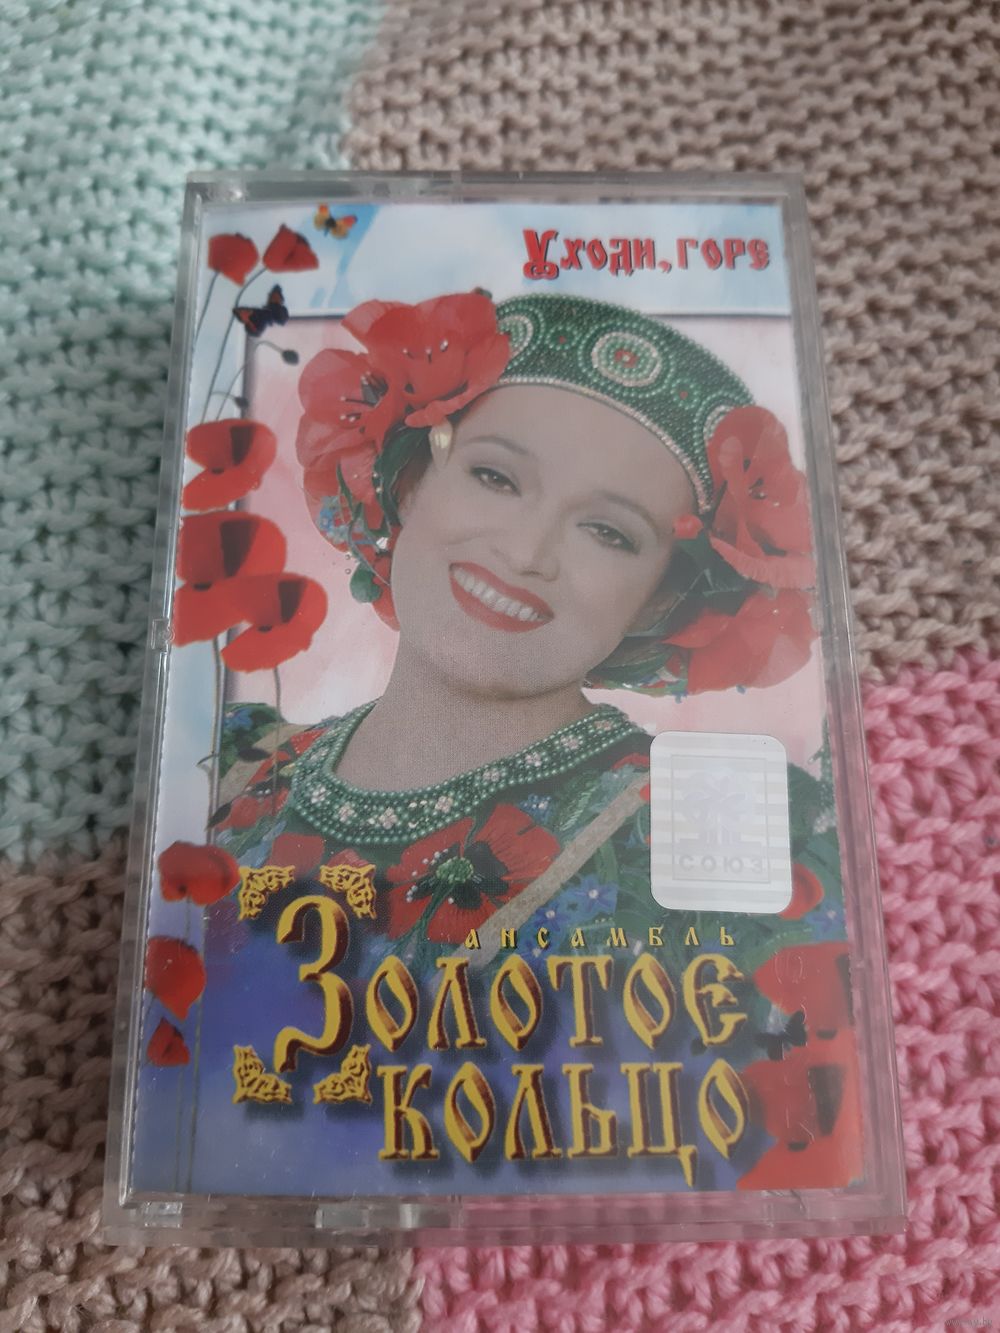 Уходи, горе
СОЮЗ
АНСАМБЛЬ
ЗОЛОТОЕ
КОЛЬЦО